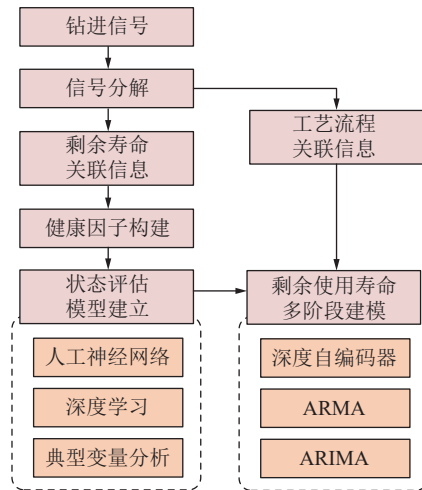 钻进信号
信号分解
剩余寿命
关联信息
工艺流程
关联信息
健康因子构建
状态评估
模型建立
剩余使用寿命
多阶段建模
人工神经网络
深度学习
典型变量分析
深度自编码器
ARMA
ARIMA